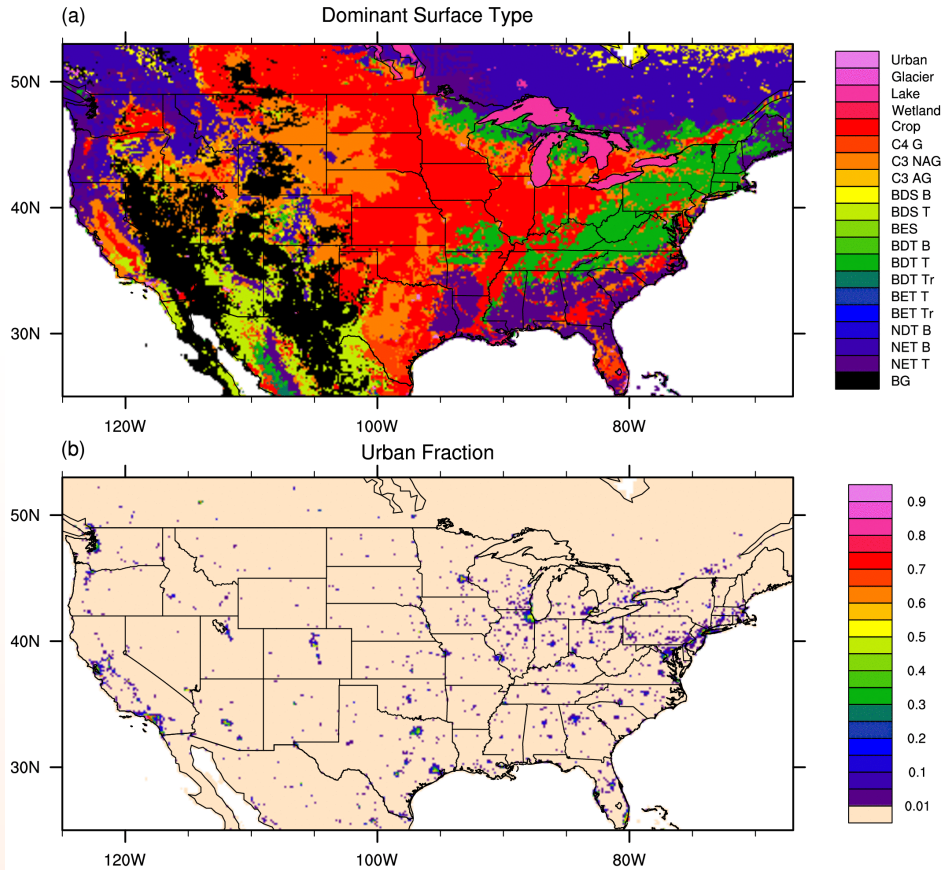 (a)
Dominant Surface Type
50N
40N
30N
120W
100W
80W
Urban
Glacier
Lake
Wetland
Crop
C4 G
C3 NAG
C3 AG
BDS B
BDS T
BES
BDT B
BDT T
BDT Tr
BET T
BET Tr
NDT B
NET B
NET T
BG
(b)
Urban Fraction
50N
40N
30N
120W
100W
80W
0.9
0.8
0.7
0.6
0.5
0.4
0.3
0.2
0.1
0.01